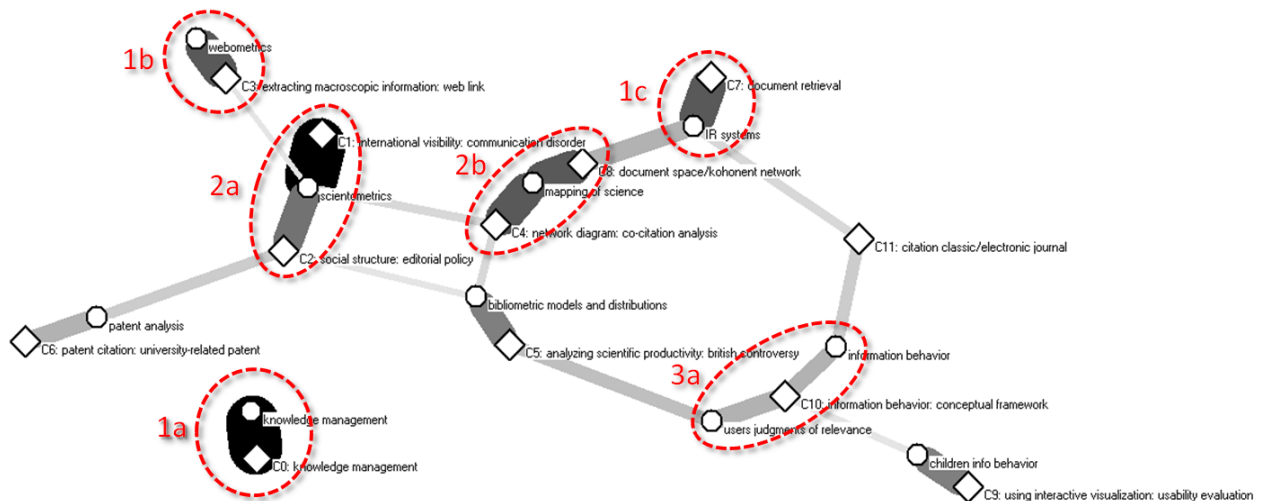 webometrics
1b
C3: extracting macroscopic information: web link
C7: document retrieval
1c
IR systems
C1: international visibility: communication disorder
2b
C8: document space/kohonent network
2a
mapping of science
scientometrics
C4: network diagram: co-citation analysis
C11: citation classic/electronic journal
C2: social structure: editorial policy
bibliometric models and distributions
patent analysis
C6: patent citation: university-related patent
C5: analyzing scientific productivity: british controversy
information behavior
3a
C10: information behavior: conceptual framework
knowledge management
1a
users judgments of relevance
C0: knowledge management
children info behavior
C9: using interactive visualization: usability evaluation